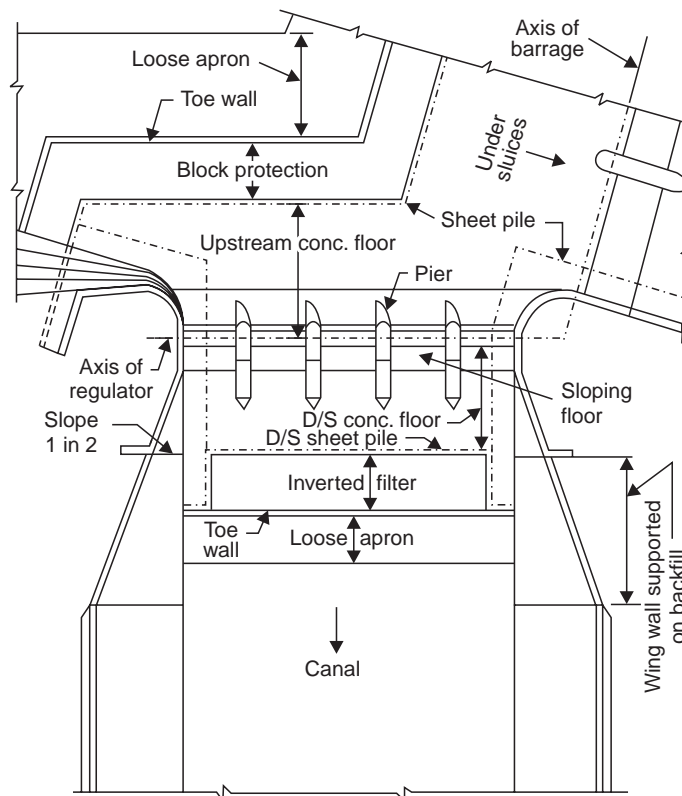 Axis of
barrage
Loose apron
Toe wall
Under
sluices
Block protection
Sheet pile
Upstream conc. floor
Pier
Axis of
regulator
Sloping
floor
Slope
1 in 2
D/S conc. floor
D/S sheet pile
Inverted filter
Toe
wall
Loose apron
Wing wall supported
on backfill
Canal